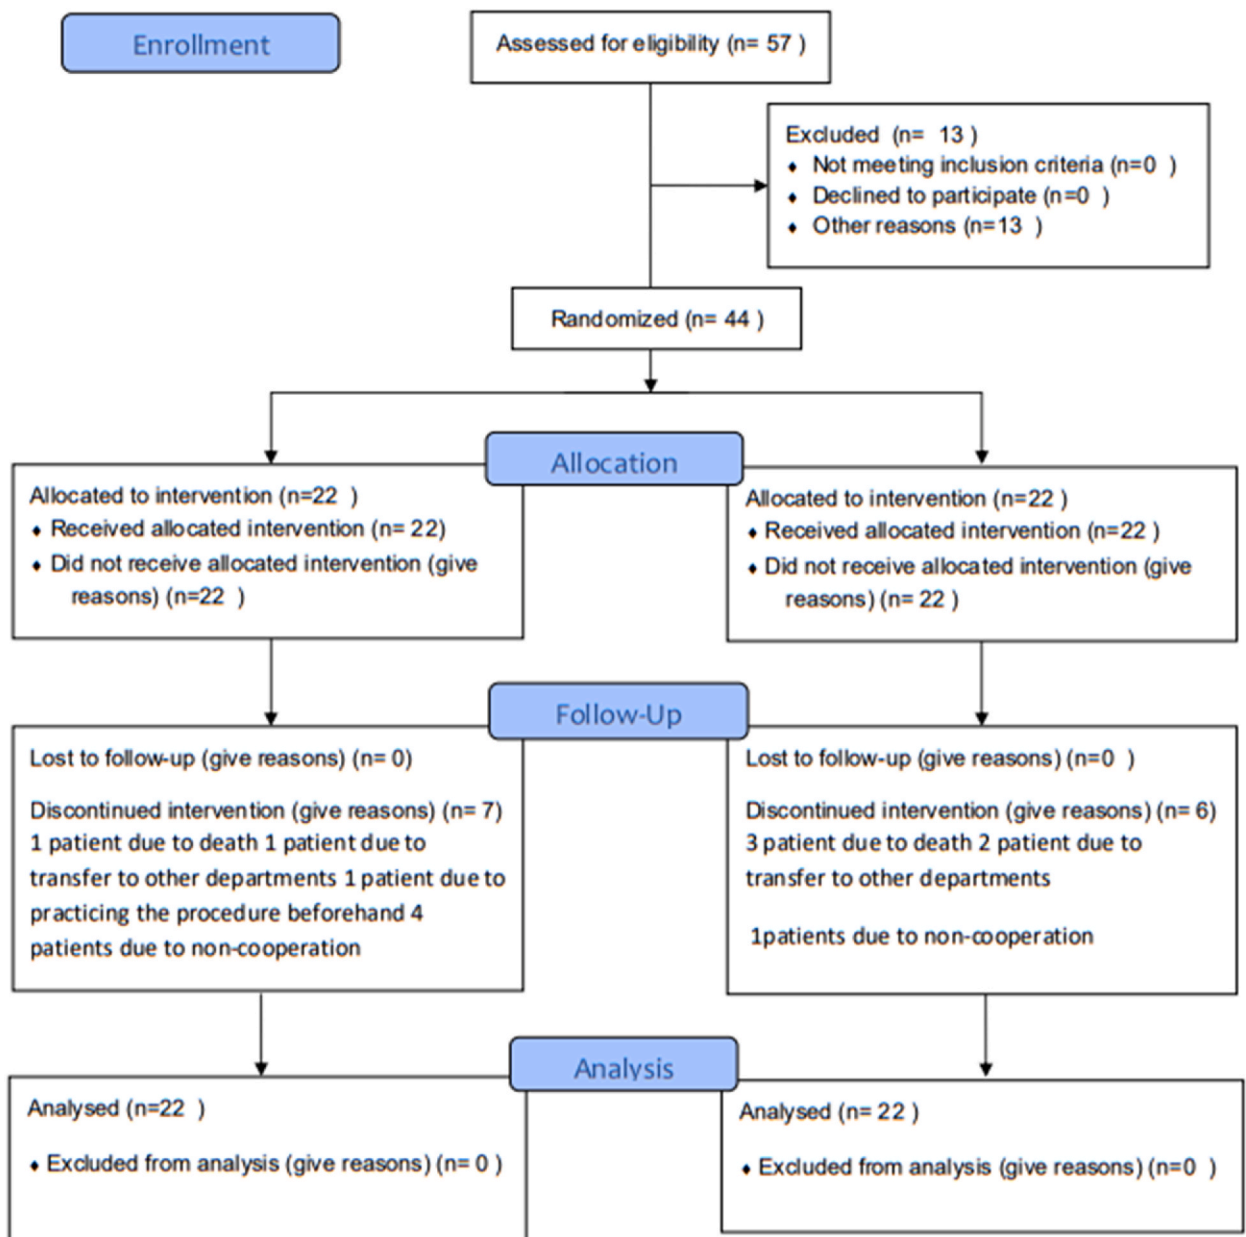 Enrollment
Assessed for eligibility (n= 57 )
Excluded (n= 13 )
♦ Not meeting inclusion criteria (n=0 )
♦ Declined to participate (n=0 )
♦ Other reasons (n=13 )
Randomized (n= 44 )
Allocation
Allocated to intervention (n=22 )
♦ Received allocated intervention (n= 22)
♦ Did not receive allocated intervention (give
reasons) (n=22 )
Allocated to intervention (n=22 )
♦ Received allocated intervention (n=22 )
♦ Did not receive allocated intervention (give
reasons) (n= 22 )
Follow-Up
Lost to follow-up (give reasons) (n= 0)
Discontinued intervention (give reasons) (n= 7)
1 patient due to death 1 patient due to
transfer to other departments 1 patient due to
practicing the procedure beforehand 4
patients due to non-cooperation
Lost to follow-up (give reasons) (n=0 )
Discontinued intervention (give reasons) (n= 6)
3 patient due to death 2 patient due to
transfer to other departments
1patients due to non-cooperation
Analysis
Analysed (n=22 )
♦ Excluded from analysis (give reasons) (n= 0 )
Analysed (n= 22 )
♦ Excluded from analysis (give reasons) (n=0 )